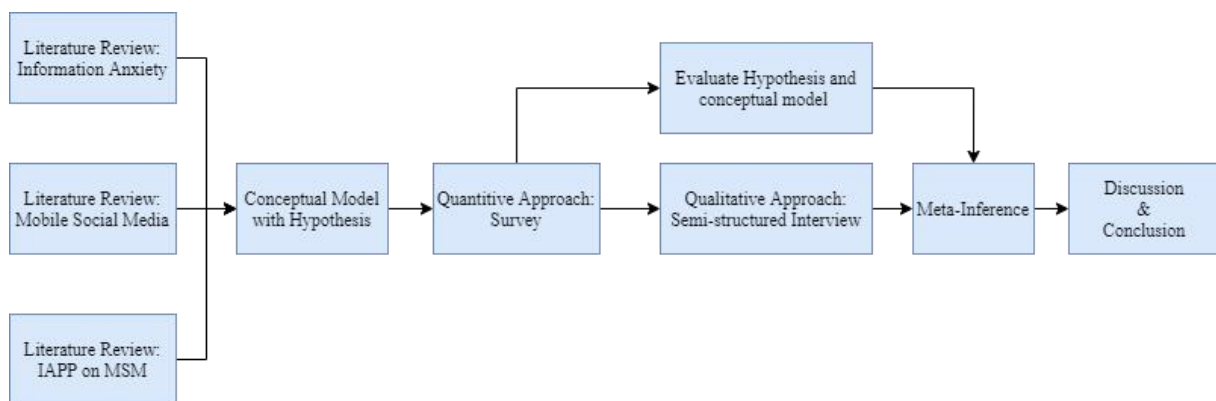 Literature Review:
Information Anxiety
Literature Review:
Mobile Social Media
Literature Review:
IAPP on MSM
Conceptual Model
with Hypothesis
Quantitive Approach:
Survey
Evaluate Hypothesis and
conceptual model
Qualitative Approach:
Semi-structured Interview
Meta-Inference
Discussion
&
Conclusion